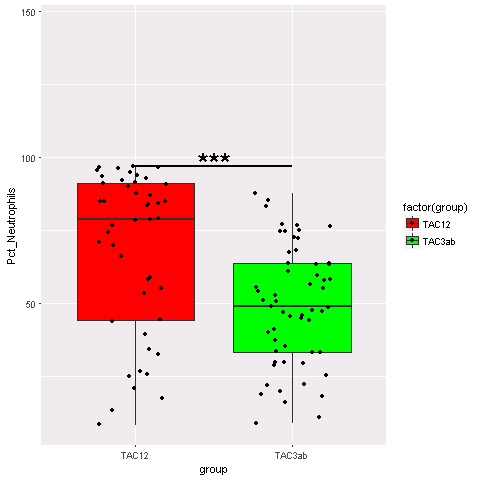 150
100
50
Pct_Neutrophils
***
TAC12
TAC3ab
group
factor(group)
TAC12
TAC3ab